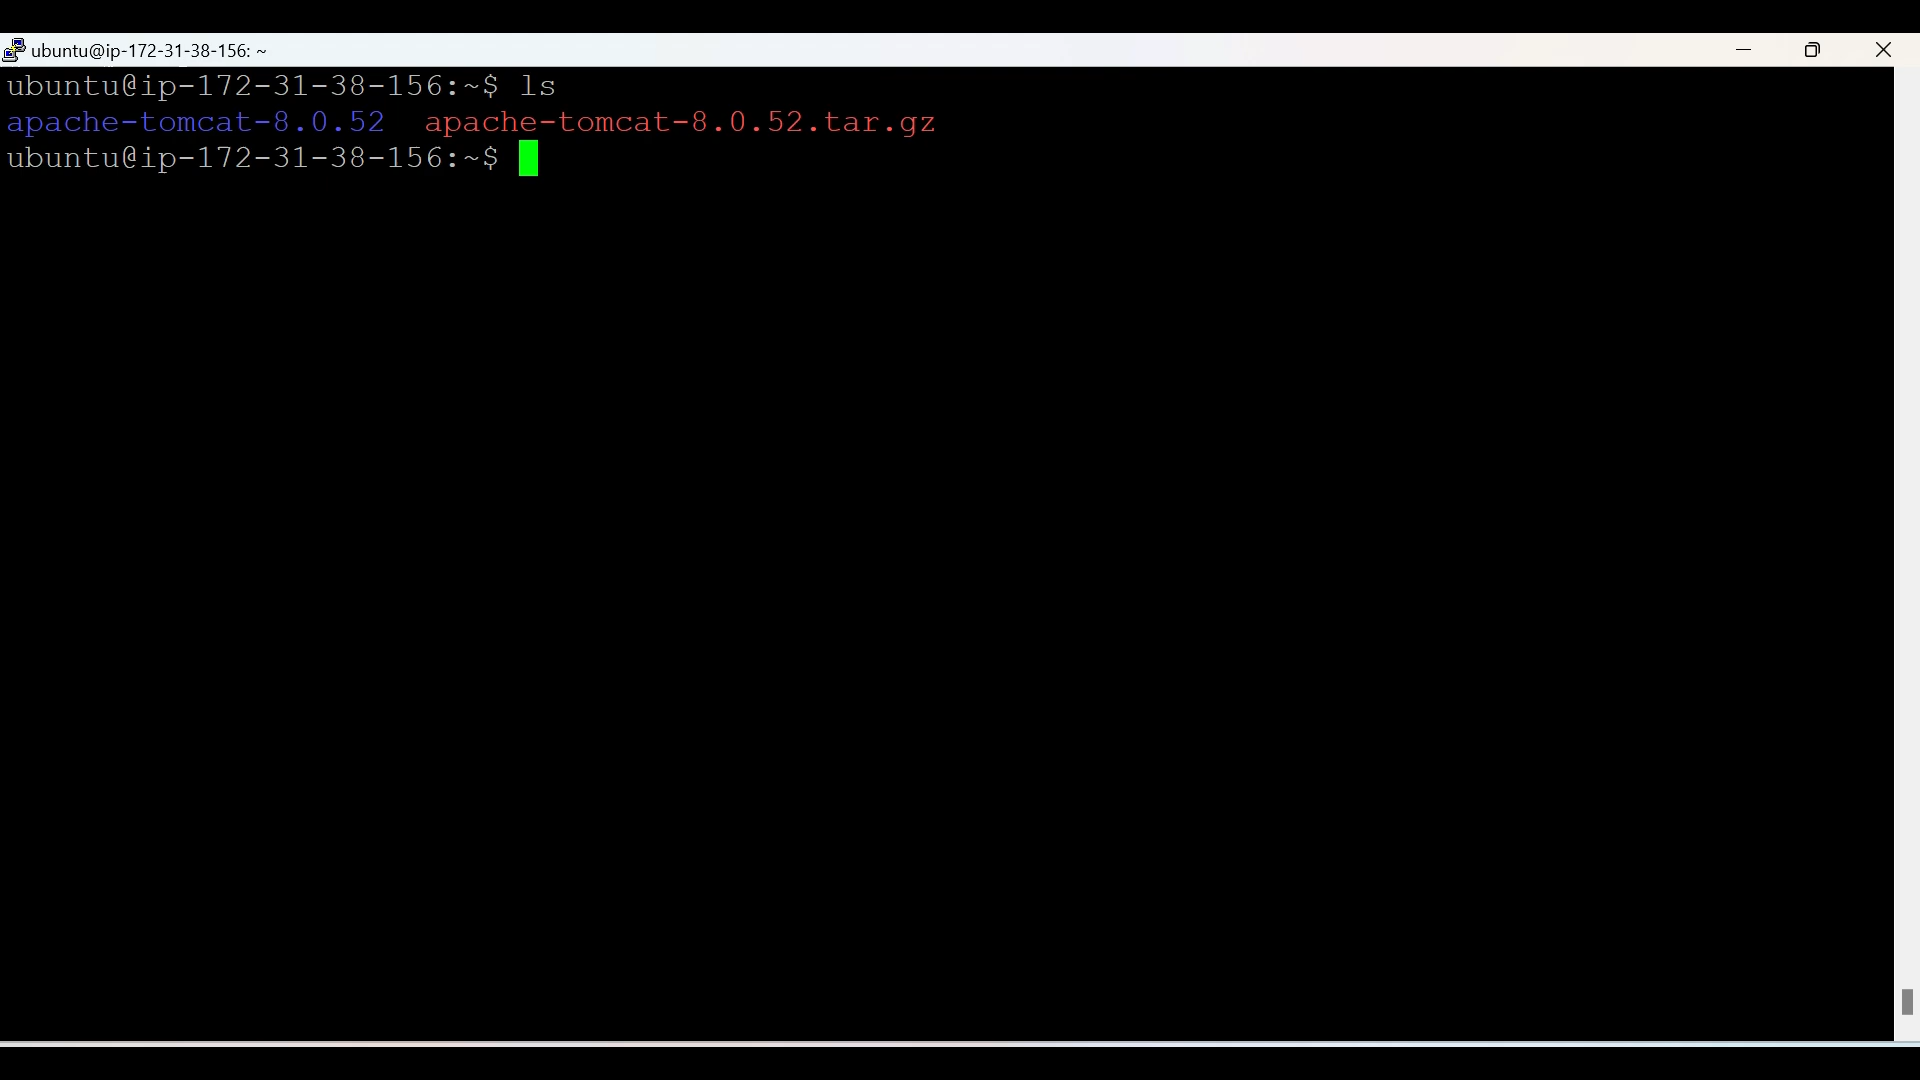 ubuntu@ip-172-31-38-156: ~
ubuntu@ip-172-31-38-156:~$ ls
apache-tomcat-8.0.52  apache-tomcat-8.0.52.tar.gz
ubuntu@ip-172-31-38-156:~$